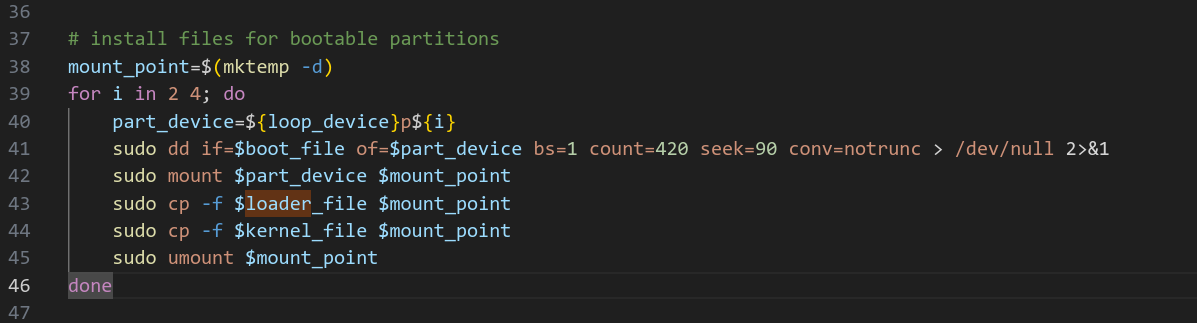 36
37 # install files for bootable partitions
38 mount_point=$(mktemp -d)
39 for i in 2 4; do
40     part_device=${loop_device}p${i}
41     sudo dd if=$boot_file of=$part_device bs=1 count=420 seek=90 conv=notrunc > /dev/null 2>&1
42     sudo mount $part_device $mount_point
43     sudo cp -f $loader_file $mount_point
44     sudo cp -f $kernel_file $mount_point
45     sudo umount $mount_point
46 done
47